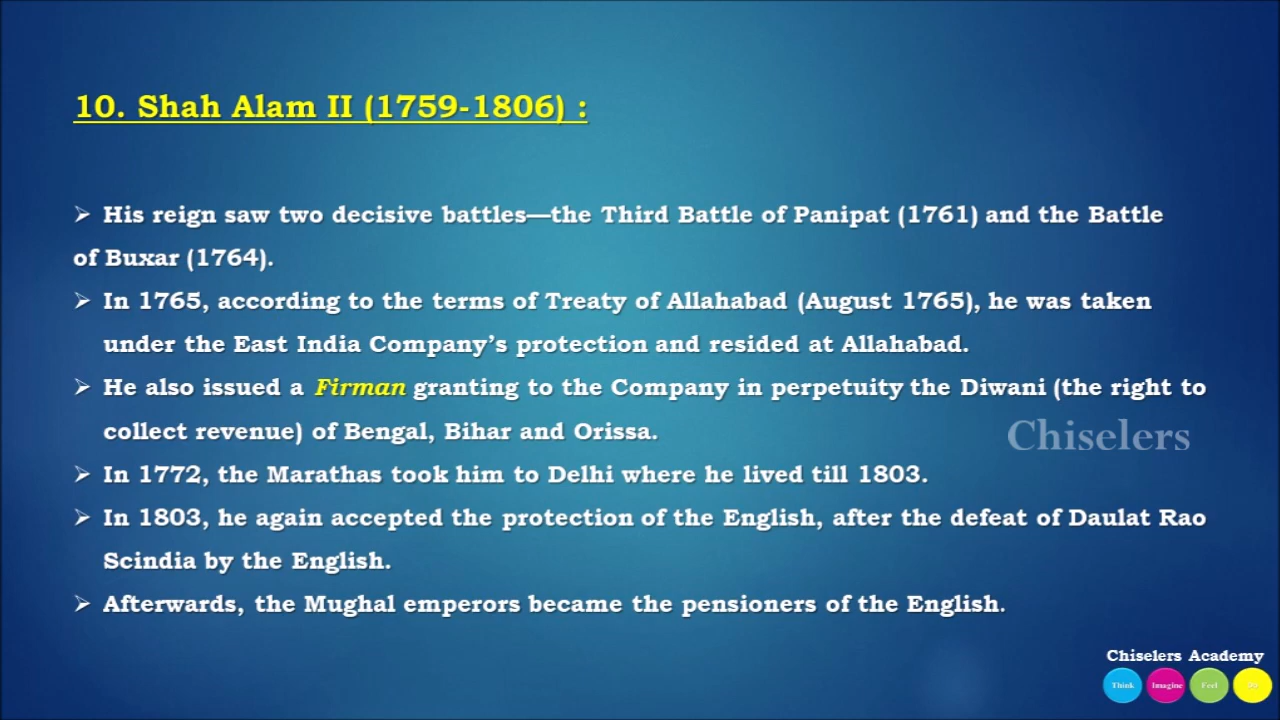 10. Shah Alam II (1759-1806) :
➢ His reign saw two decisive battles—the Third Battle of Panipat (1761) and the Battle
of Buxar (1764).
➢ In 1765, according to the terms of Treaty of Allahabad (August 1765), he was taken
under the East India Company’s protection and resided at Allahabad.
➢ He also issued a Firman granting to the Company in perpetuity the Diwani (the right to
collect revenue) of Bengal, Bihar and Orissa.
Chiselers
➢ In 1772, the Marathas took him to Delhi where he lived till 1803.
➢ In 1803, he again accepted the protection of the English, after the defeat of Daulat Rao
Scindia by the English.
➢ Afterwards, the Mughal emperors became the pensioners of the English.
Chiselers Academy
Think Imagine Feel